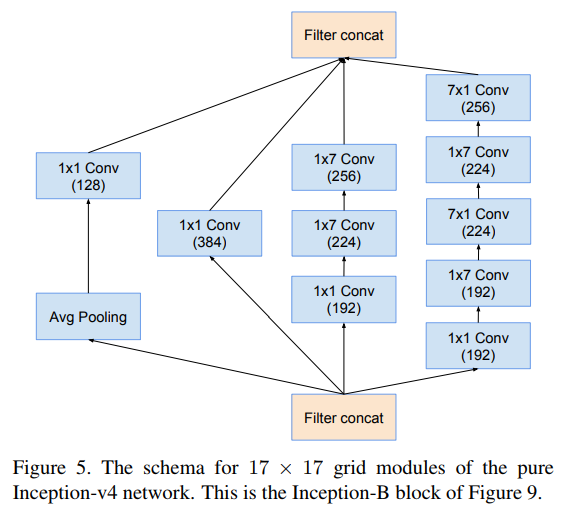 Filter concat
7x1 Conv
(256)
1x7 Conv
(256)
1x7 Conv
(224)
1x1 Conv
(128)
1x1 Conv
(384)
1x7 Conv
(224)
7x1 Conv
(224)
1x1 Conv
(192)
1x7 Conv
(192)
Avg Pooling
1x1 Conv
(192)
Filter concat
Figure 5. The schema for 17 × 17 grid modules of the pure
Inception-v4 network. This is the Inception-B block of Figure 9.